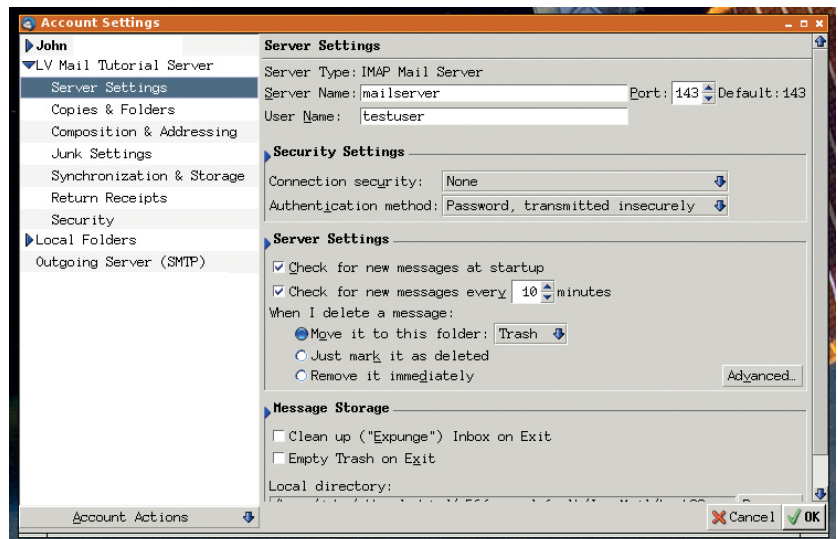 Account Settings
John
LV Mail Tutorial Server
Server Settings
Copies & Folders
Composition & Addressing
Junk Settings
Synchronization & Storage
Return Receipts
Security
Local Folders
Outgoing Server (SMTP)
Account Actions
Server Settings
Server Type: IMAP Mail Server
Server Name: mailserver Port: 143 Default: 143
User Name: testuser
Security Settings
Connection security: None
Authentication method: Password, transmitted insecurely
Server Settings
Check for new messages at startup
Check for new messages every 10 minutes
When I delete a message:
Move it to this folder: Trash
Just mark it as deleted
Remove it immediately
Advanced…
Message Storage
Clean up ("Expunge") Inbox on Exit
Empty Trash on Exit
Local directory:
Cancel OK